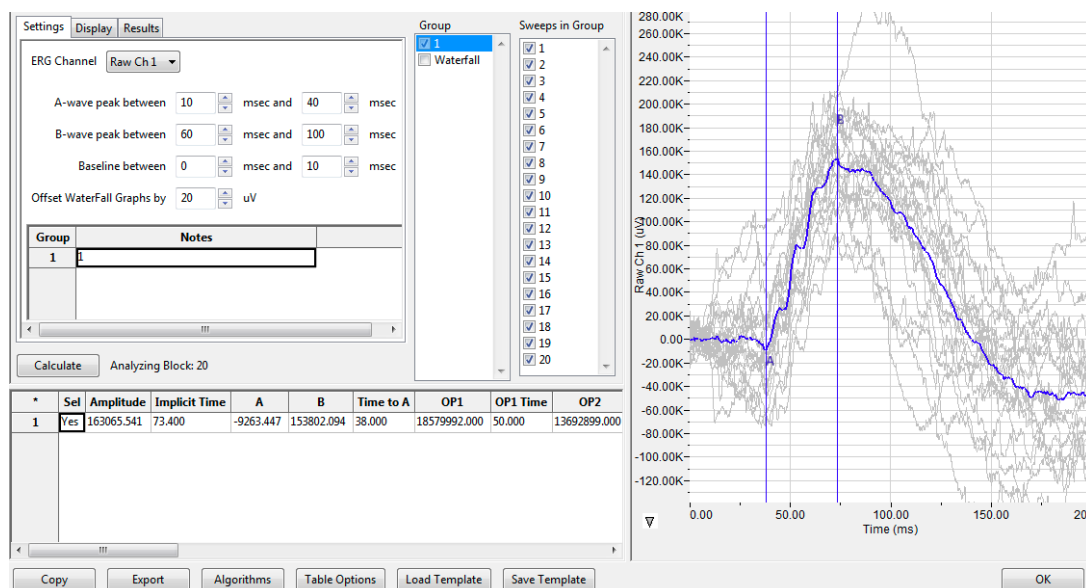 Settings Display Results
ERG Channel Raw Ch 1
A-wave peak between 10 msec and 40 msec
B-wave peak between 60 msec and 100 msec
Baseline between 0 msec and 10 msec
Offset WaterFall Graphs by 20 uV
Group Notes
1 1
Calculate Analyzing Block: 20
Group
1
Waterfall
Sweeps in Group
1
2
3
4
5
6
7
8
9
10
11
12
13
14
15
16
17
18
19
20
* Sel Amplitude Implicit Time A B Time to A OP1 OP1 Time OP2
1 Yes 163065.541 73.400 -9263.447 153802.094 38.000 18579992.000 50.000 13692899.000
280.00K
260.00K
240.00K
220.00K
200.00K
180.00K
160.00K
140.00K
120.00K
100.00K
80.00K
60.00K
40.00K
20.00K
0.00
-20.00K
-40.00K
-60.00K
-80.00K
-100.00K
-120.00K
Raw Ch 1 (uV)
B
A
0.00 50.00 100.00 150.00 20
Time (ms)
Copy Export Algorithms Table Options Load Template Save Template OK